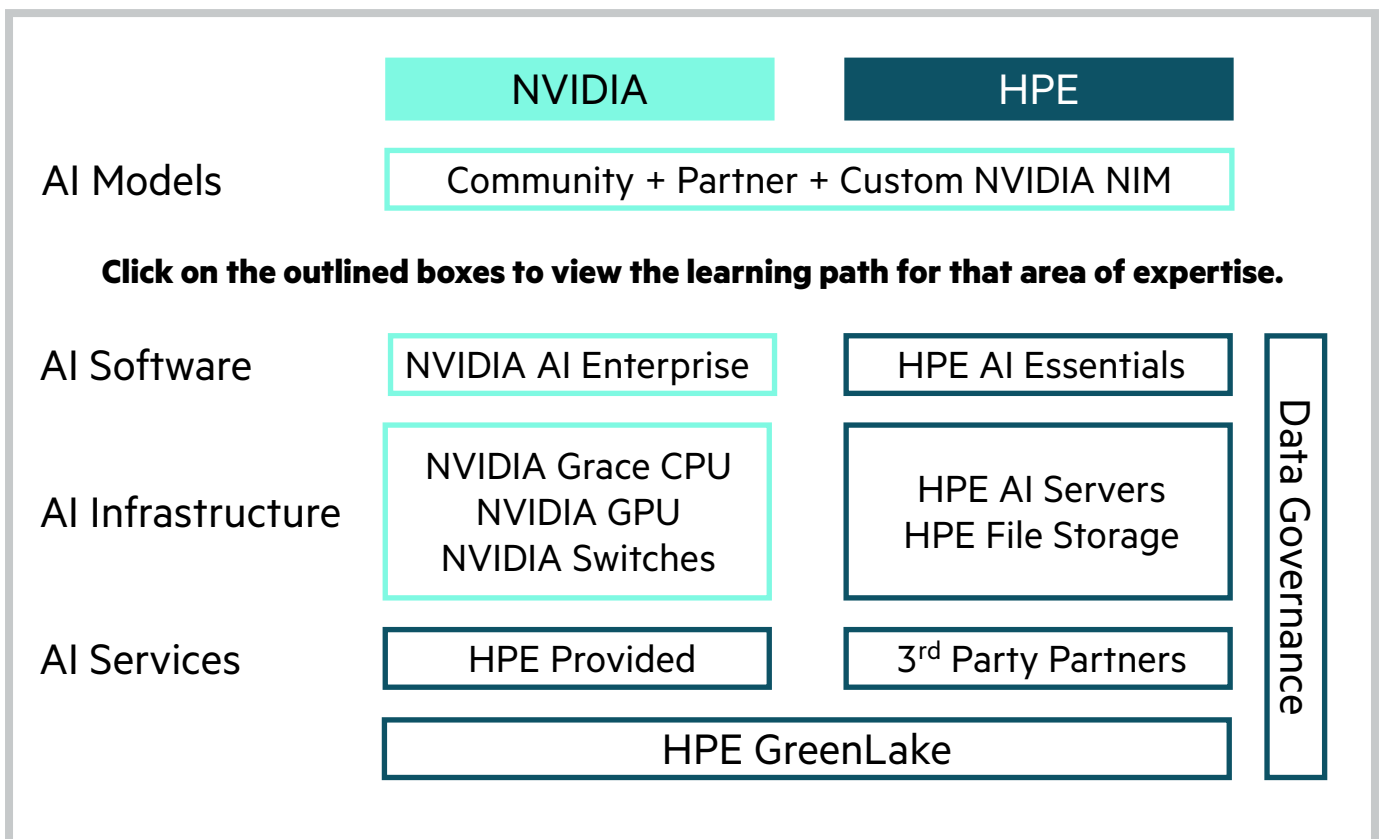 NVIDIA
HPE
AI Models
Community + Partner + Custom NVIDIA NIM
Click on the outlined boxes to view the learning path for that area of expertise.
AI Software
NVIDIA AI Enterprise
HPE AI Essentials
AI Infrastructure
NVIDIA Grace CPU
NVIDIA GPU
NVIDIA Switches
HPE AI Servers
HPE File Storage
AI Services
HPE Provided
3rd Party Partners
HPE GreenLake
Data Governance